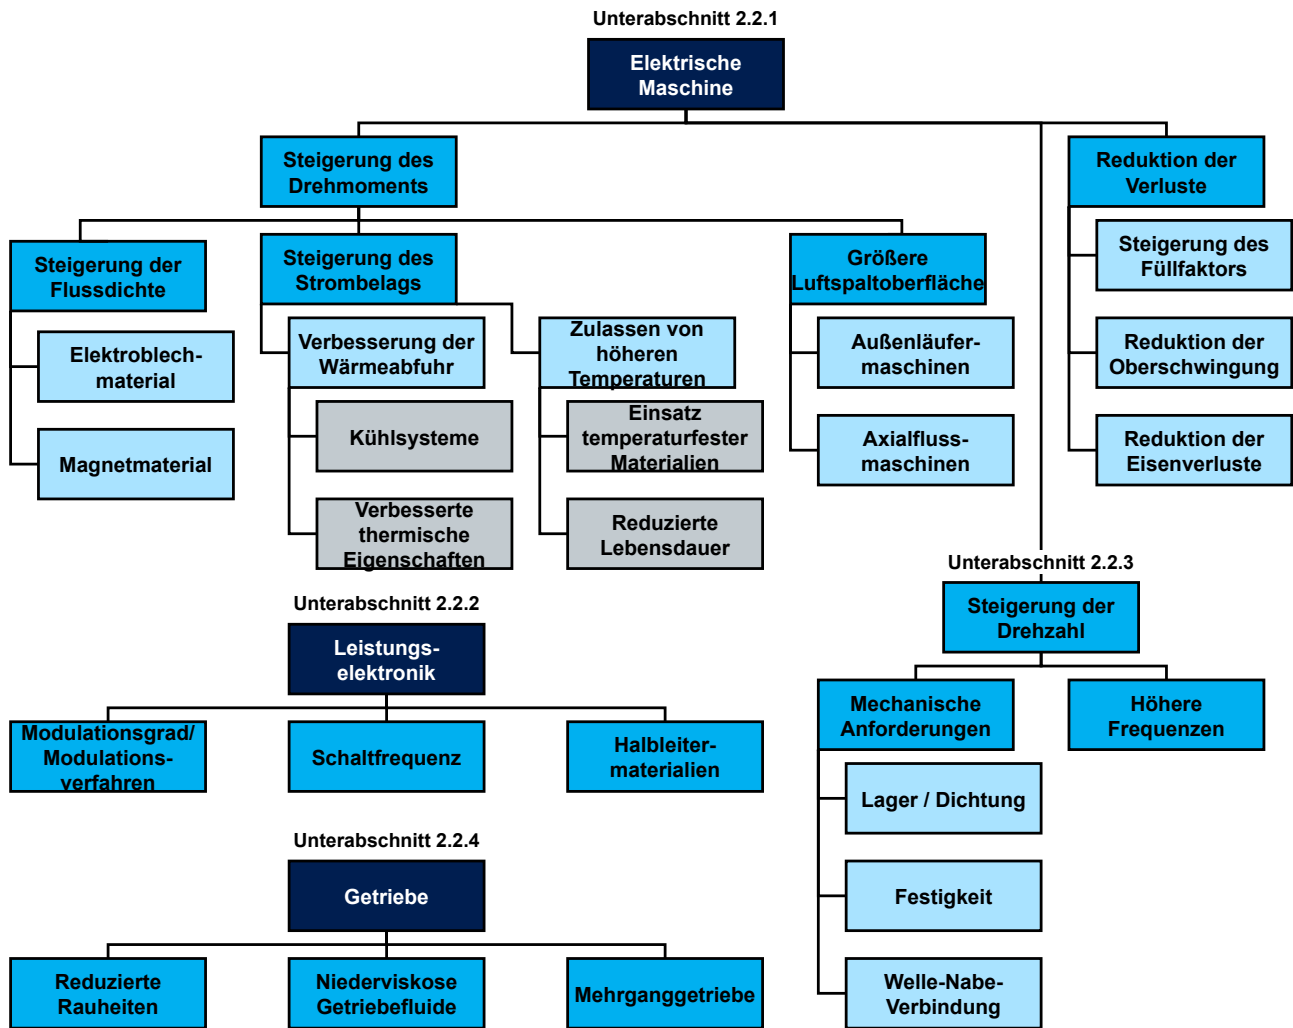 Unterabschnitt 2.2.1
Elektrische
Maschine
Steigerung des
Drehmoments
Reduktion der
Verluste
Steigerung der
Flussdichte
Steigerung des
Strombelags
Größere
Luftspaltoberfläche
Steigerung des
Füllfaktors
Elektroblech-
material
Verbesserung der
Wärmeabfuhr
Zulassen von
höheren
Temperaturen
Außenläufer-
maschinen
Reduktion der
Oberschwingung
Magnetmaterial
Kühlsysteme
Einsatz
temperaturfester
Materialien
Axialfluss-
maschinen
Reduktion der
Eisenverluste
Verbesserte
thermische
Eigenschaften
Reduzierte
Lebensdauer
Unterabschnitt 2.2.3
Steigerung der
Drehzahl
Unterabschnitt 2.2.2
Leistungs-
elektronik
Mechanische
Anforderungen
Höhere
Frequenzen
Modulationsgrad/
Modulations-
verfahren
Schaltfrequenz
Halbleiter-
materialien
Lager / Dichtung
Unterabschnitt 2.2.4
Getriebe
Festigkeit
Reduzierte
Rauheiten
Niederviskose
Getriebefluide
Mehrganggetriebe
Welle-Nabe-
Verbindung